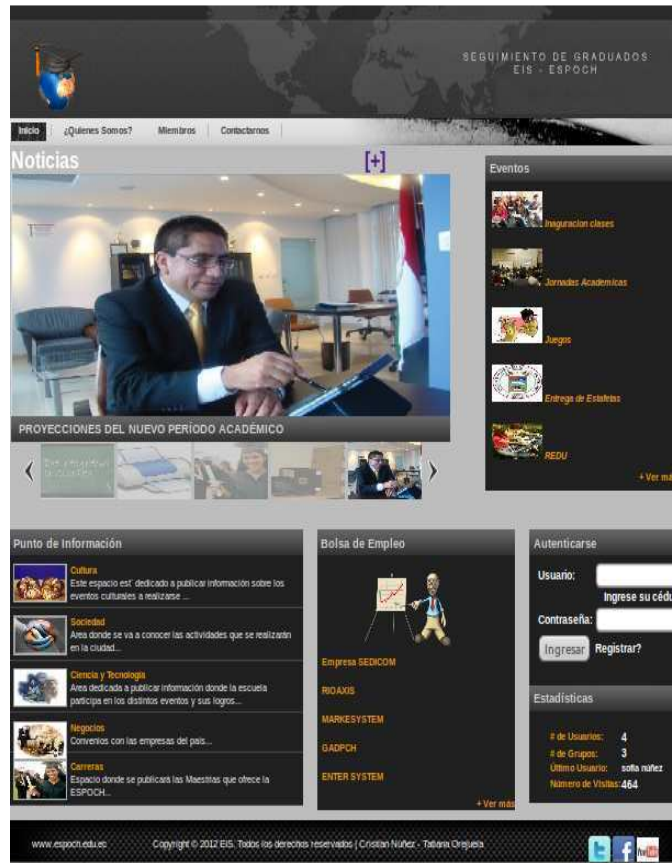 SEGUIMIENTO DE GRADUADOS
EIS - ESPOCH
Inicio
¿Quienes Somos?
Miembros
Contactarnos
Noticias
[+]
PROYECCIONES DEL NUEVO PERÍODO ACADÉMICO
Eventos
Inaguracion clases
Jornadas Academicas
Juegos
Entrega de Estafetas
REDU
+ Ver más
Punto de Información
Cultura
Este espacio est´ dedicado a publicar información sobre los
eventos culturales a realizarse ...
Sociedad
Area donde se va a conocer las actividades que se realizarán
en la ciudad...
Ciencia y Tecnología
Area dedicada a publicar información donde la escuela
participa en los distintos eventos y sus logros...
Negocios
Convenios con las empresas del país...
Carreras
Espacio donde se publicará las Maestrias que ofrece la
ESPOCH...
Bolsa de Empleo
Empresa SEDICOM
RIOAXIS
MARKESYSTEM
GADPCH
ENTER SYSTEM
+ Ver más
Autenticarse
Usuario:
Ingrese su cédu
Contraseña:
Ingresar Registrar?
Estadísticas
# de Usuarios: 4
# de Grupos: 3
Último Usuario: sofia núñez
Número de Visitas: 464
www.espoch.edu.ec
Copyright © 2012 EIS. Todos los derechos reservados | Cristian Núñez - Tatiana Orejuela